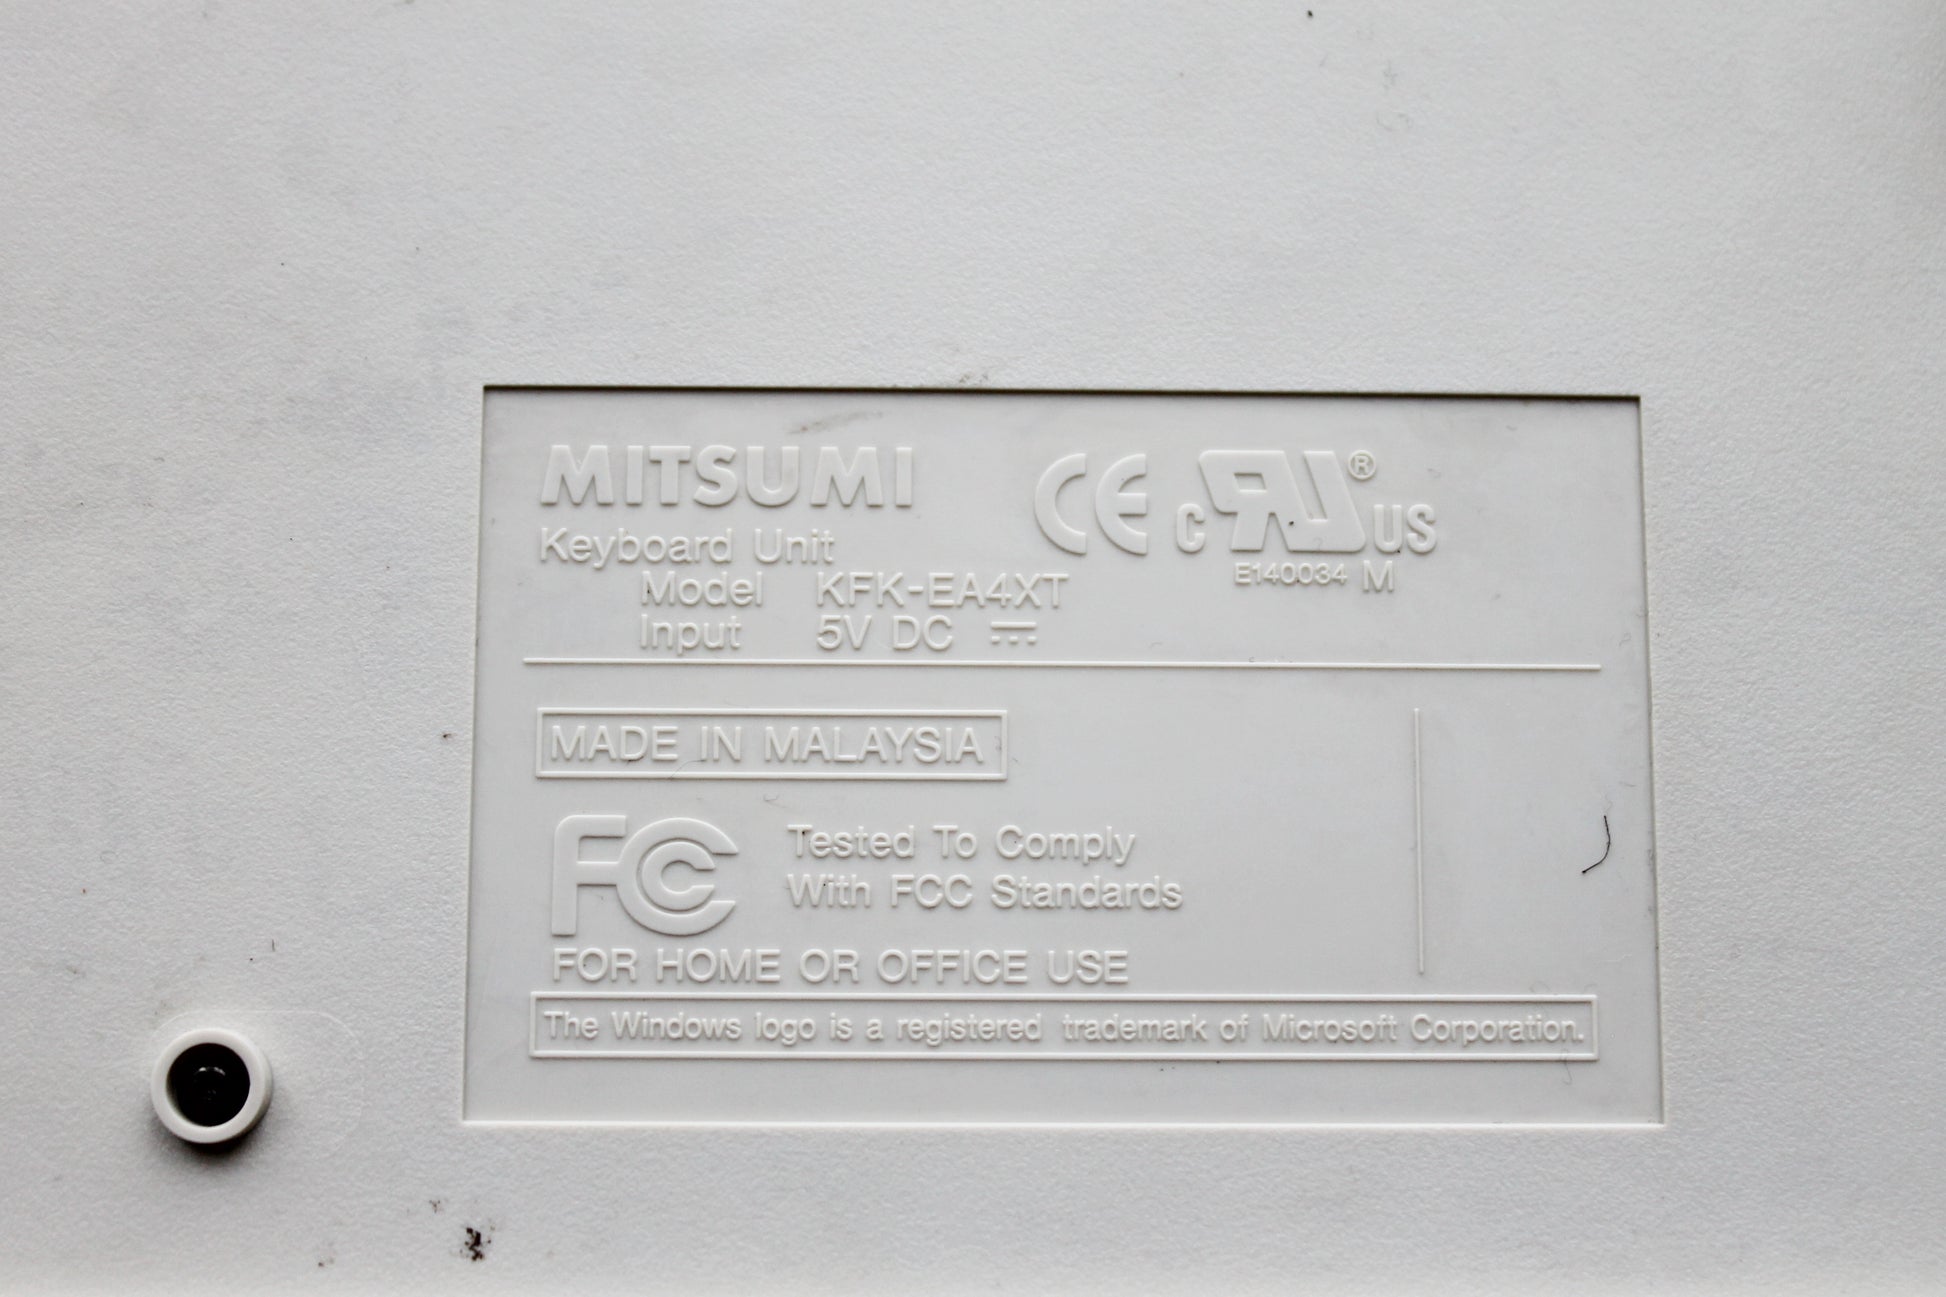 MITSUMI
CE c RU ® US
Keyboard Unit
E140034 M
Model KFK-EA4XT
Input 5V DC
MADE IN MALAYSIA
FC Tested To Comply
With FCC Standards
FOR HOME OR OFFICE USE
The Windows logo is a registered trademark of Microsoft Corporation.